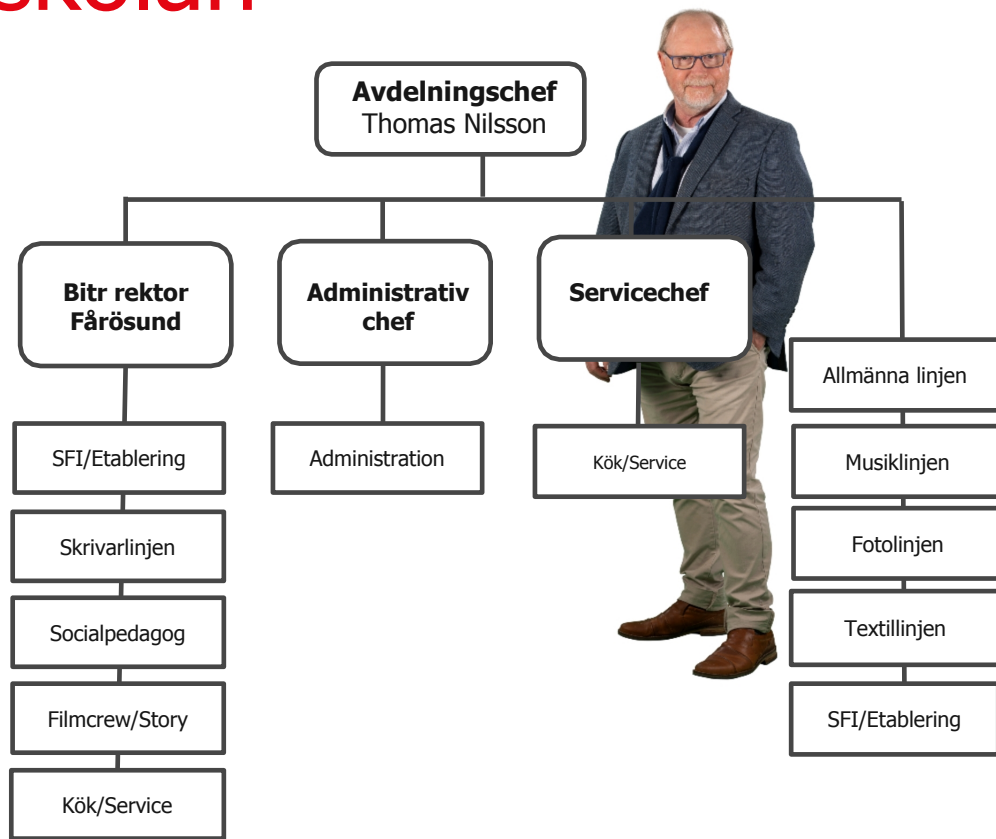 Avdelningschef
Thomas Nilsson
Bitr rektor
Fårösund
Administrativ
chef
Servicechef
SFI/Etablering
Skrivarlinjen
Socialpedagog
Filmcrew/Story
Kök/Service
Administration
Kök/Service
Allmänna linjen
Musiklinjen
Fotolinjen
Textillinjen
SFI/Etablering